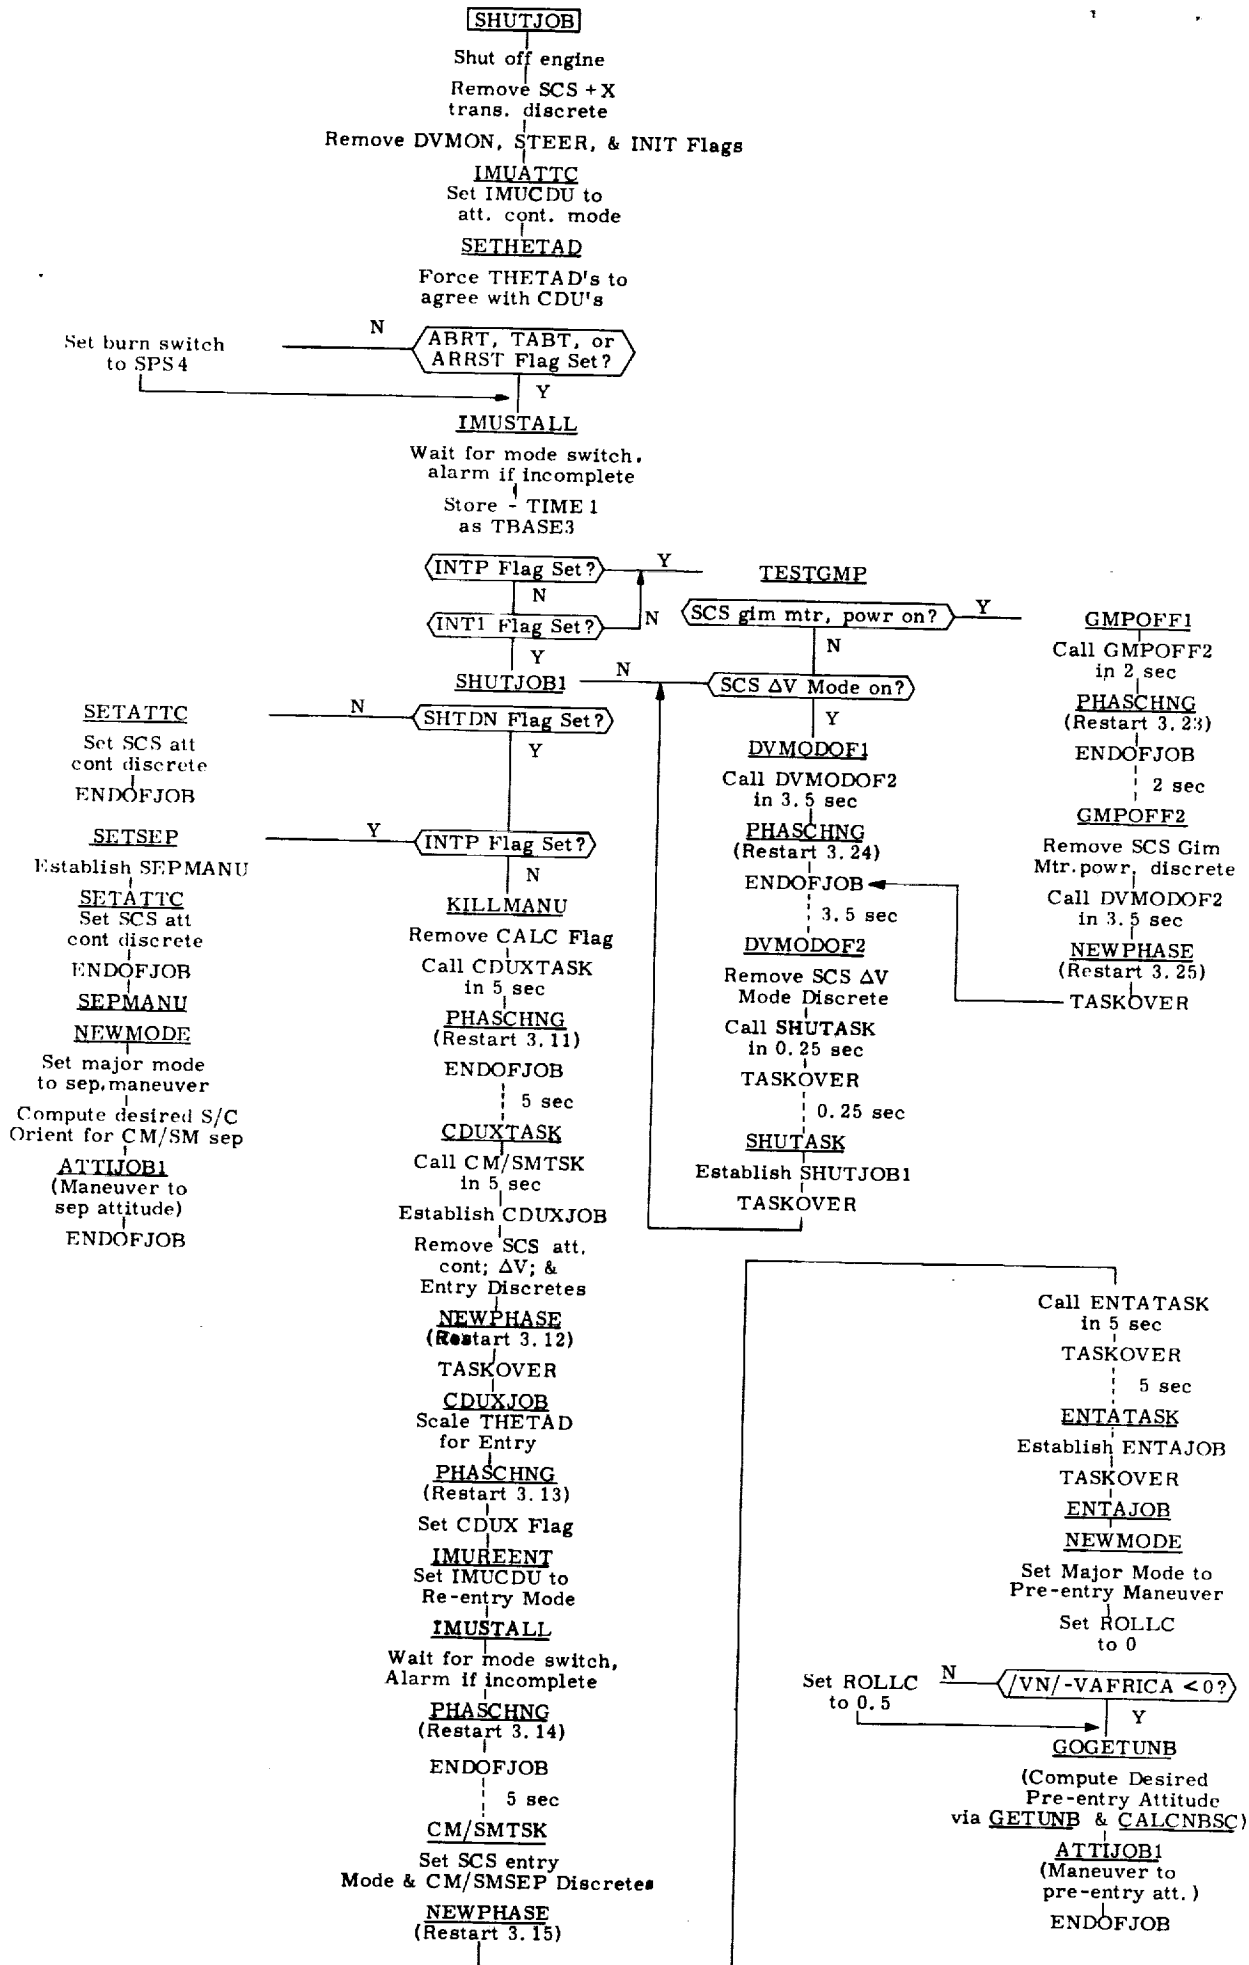 SHUTJOB
Shut off engine
Remove SCS +X
trans. discrete
Remove DVMON, STEER, & INIT Flags
IMUATTC
Set IMUCDU to
att. cont. mode
SETHETAD
Force THETAD's to
agree with CDU's
N
ABRT, TABT, or
ARRST Flag Set?
Set burn switch
to SPS4
Y
IMUSTALL
Wait for mode switch,
alarm if incomplete
Store - TIME 1
as TBASE3
INTP Flag Set?
Y
N
INT1 Flag Set?
N
Y
SHUTJOB1
N
SETATTC
N
SHTDN Flag Set?
Y
Set SCS att
cont discrete
ENDOFJOB
SETSEP
Y
INTP Flag Set?
N
Establish SEPMANU
SETATTC
Set SCS att
cont discrete
ENDOFJOB
SEPMANU
NEWMODE
Set major mode
to sep. maneuver
Compute desired S/C
Orient for CM/SM sep
ATTIJOB1
(Maneuver to
sep attitude)
ENDOFJOB
KILLMANU
Remove CALC Flag
Call CDUXTASK
in 5 sec
PHASCHNG
(Restart 3.11)
ENDOFJOB
5 sec
CDUXTASK
Call CM/SMTSK
in 5 sec
Establish CDUXJOB
Remove SCS att.
cont; ΔV; &
Entry Discretes
NEWPHASE
(Restart 3.12)
TASKOVER
CDUXJOB
Scale THETAD
for Entry
PHASCHNG
(Restart 3.13)
Set CDUX Flag
IMUREENT
Set IMUCDU to
Re-entry Mode
IMUSTALL
Wait for mode switch,
Alarm if incomplete
PHASCHNG
(Restart 3.14)
ENDOFJOB
5 sec
CM/SMTSK
Set SCS entry
Mode & CM/SMSEP Discretes
NEWPHASE
(Restart 3.15)
TESTGMP
SCS gim mtr. powr on?
Y
N
SCS ΔV Mode on?
Y
DVMODOF1
Call DVMODOF2
in 3.5 sec
PHASCHNG
(Restart 3.24)
ENDOFJOB
3.5 sec
DVMODOF2
Remove SCS ΔV
Mode Discrete
Call SHUTASK
in 0.25 sec
TASKOVER
0.25 sec
SHUTASK
Establish SHUTJOB1
TASKOVER
GMPOFF1
Call GMPOFF2
in 2 sec
PHASCHNG
(Restart 3.23)
ENDOFJOB
2 sec
GMPOFF2
Remove SCS Gim
Mtr. powr. discrete
Call DVMODOF2
in 3.5 sec
NEWPHASE
(Restart 3.25)
TASKOVER
Call ENTATASK
in 5 sec
TASKOVER
5 sec
ENTATASK
Establish ENTAJOB
TASKOVER
ENTAJOB
NEWMODE
Set Major Mode to
Pre-entry Maneuver
Set ROLLC
to 0
Set ROLLC
to 0.5
N
/VN/-VAFRICA <0?
Y
GOGETUNB
(Compute Desired
Pre-entry Attitude
via GETUNB & CALCNBSC)
ATTIJOB1
(Maneuver to
pre-entry att.)
ENDOFJOB